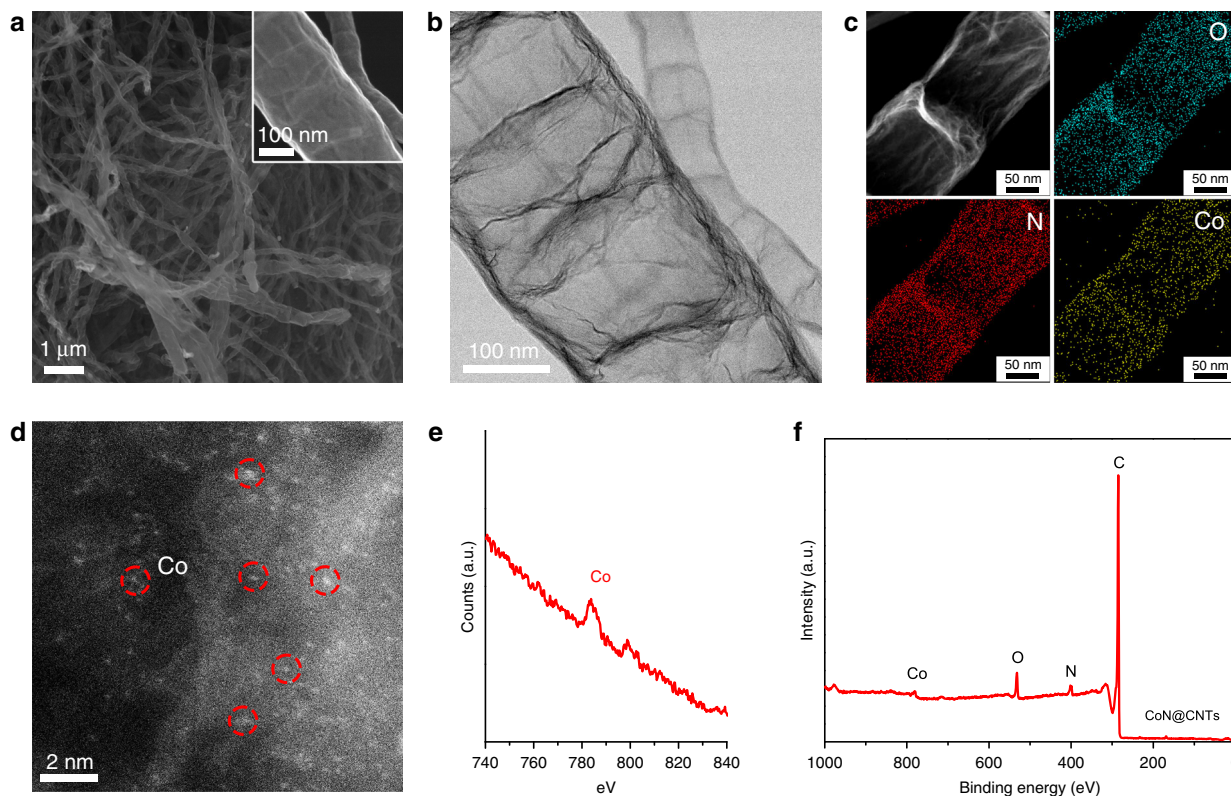 a
100 nm
1 μm
b
100 nm
c
O
50 nm
50 nm
N
Co
50 nm
50 nm
d
Co
2 nm
e
Counts (a.u.)
Co
740 760 780 800 820 840
eV
f
Intensity (a.u.)
C
Co
O
N
CoN@CNTs
1000 800 600 400 200
Binding energy (eV)